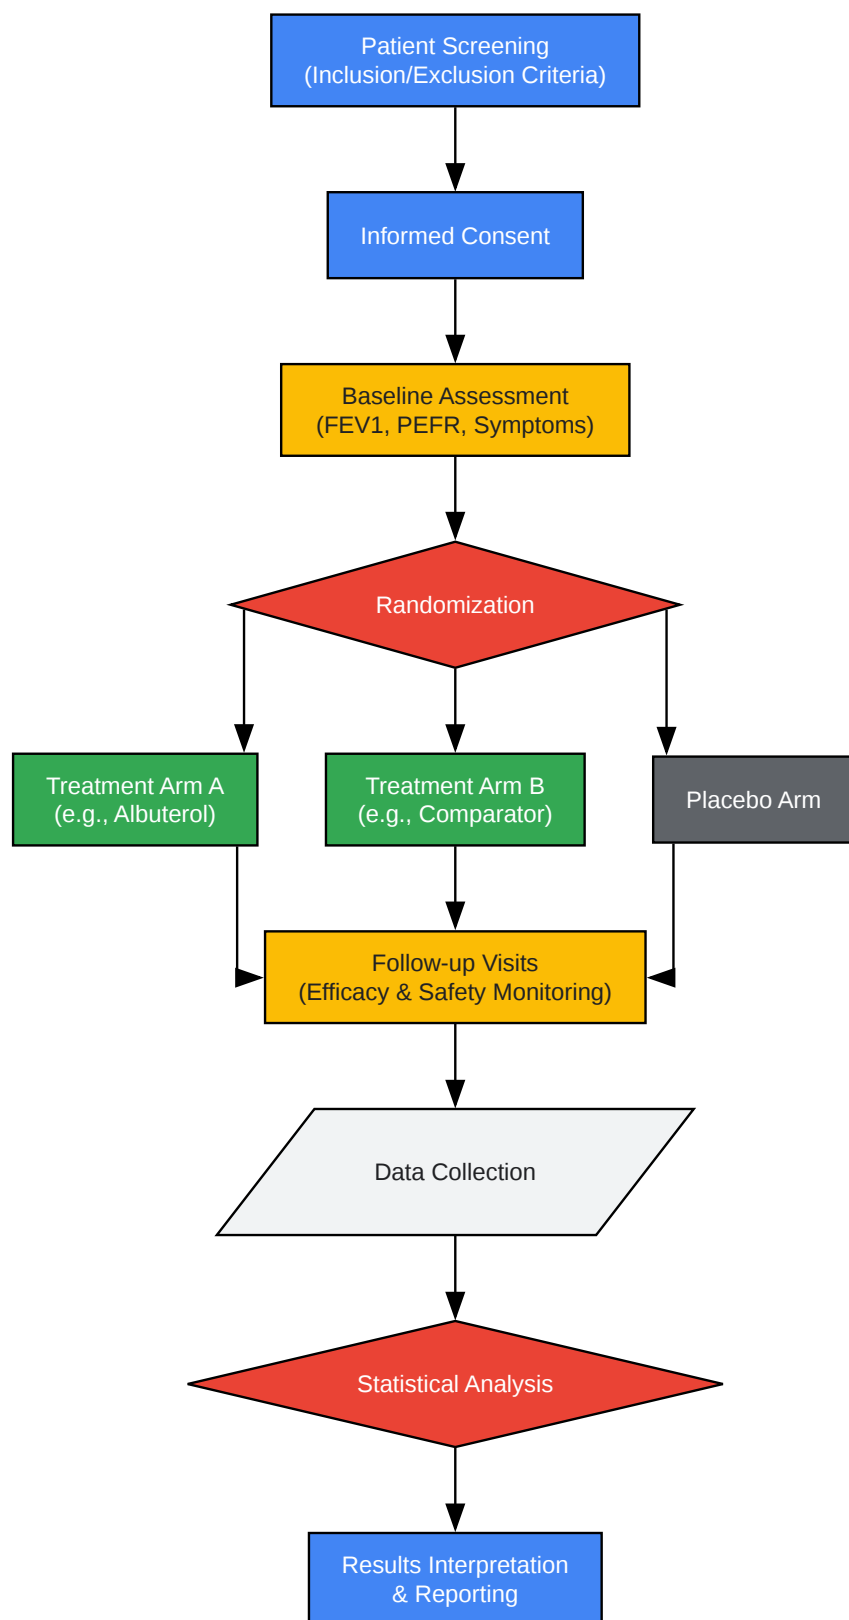 Patient Screening
(Inclusion/Exclusion Criteria)
Informed Consent
Baseline Assessment
(FEV1, PEFR, Symptoms)
Randomization
Treatment Arm A
(e.g., Albuterol)
Treatment Arm B
(e.g., Comparator)
Placebo Arm
Follow-up Visits
(Efficacy & Safety Monitoring)
Data Collection
Statistical Analysis
Results Interpretation
& Reporting